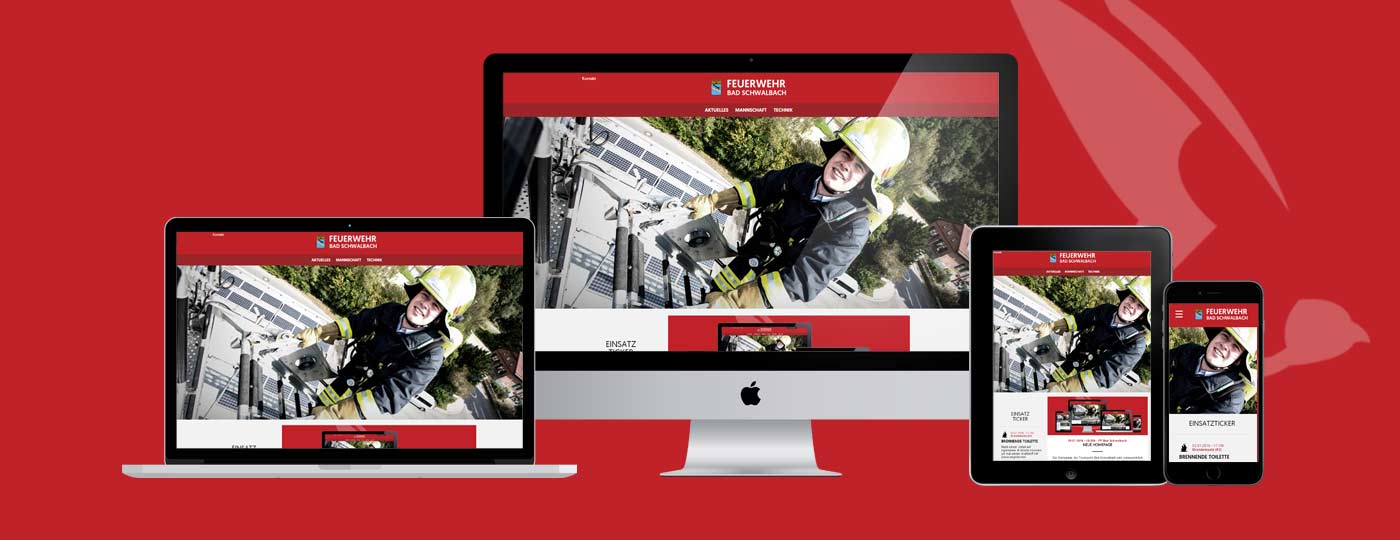 Kontakt
FEUERWEHR
BAD SCHWALBACH
AKTUELLES MANNSCHAFT TECHNIK
EINSATZ
TICKER
Kontakt
FEUERWEHR
BAD SCHWALBACH
AKTUELLES MANNSCHAFT TECHNIK
EINSATZ
FEUERWEHR
BAD SCHWALBACH
AKTUELLES MANNSCHAFT TECHNIK
EINSATZ
TICKER
BRENNENDE TOILETTE
NEUE HOMEPAGE
FEUERWEHR
BAD SCHWALBACH
EINSATZTICKER
BRENNENDE TOILETTE